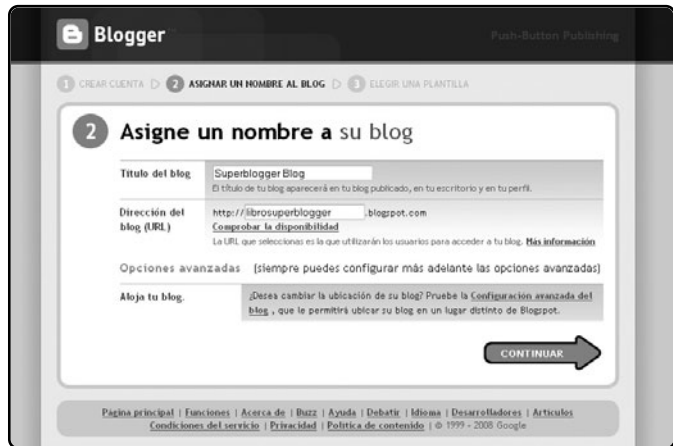 Blogger
Push-Button Publishing
1 CREAR CUENTA 2 ASIGNAR UN NOMBRE AL BLOG 3 ELEGIR UNA PLANTILLA
2 Asigne un nombre a su blog
Título del blog Superblogger Blog
El título de tu blog aparecerá en tu blog publicado, en tu escritorio y en tu perfil.
Dirección del blog (URL)
http://librosuperblogger.blogspot.com
Comprobar la disponibilidad
La URL que seleccionas es la que utilizarán los usuarios para acceder a tu blog. Más información
Opciones avanzadas (siempre puedes configurar más adelante las opciones avanzadas)
Aloja tu blog. ¿Desea cambiar la ubicación de su blog? Pruebe la Configuración avanzada del
blog , que le permitirá ubicar su blog en un lugar distinto de Blogspot.
CONTINUAR
Página principal | Funciones | Acerca de | Buzz | Ayuda | Debatir | Idioma | Desarrolladores | Artículos
Condiciones del servicio | Privacidad | Política de contenido | © 1999 - 2008 Google